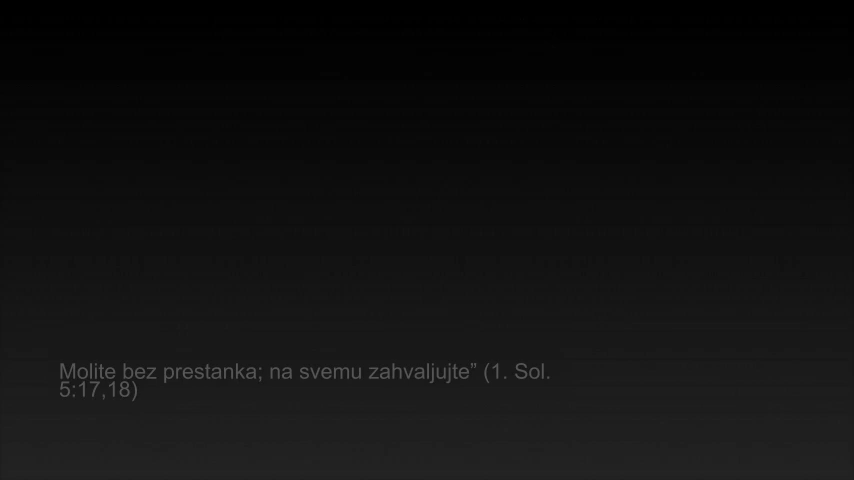 Molite bez prestanka; na svemu zahvaljujte” (1. Sol.
5:17,18)